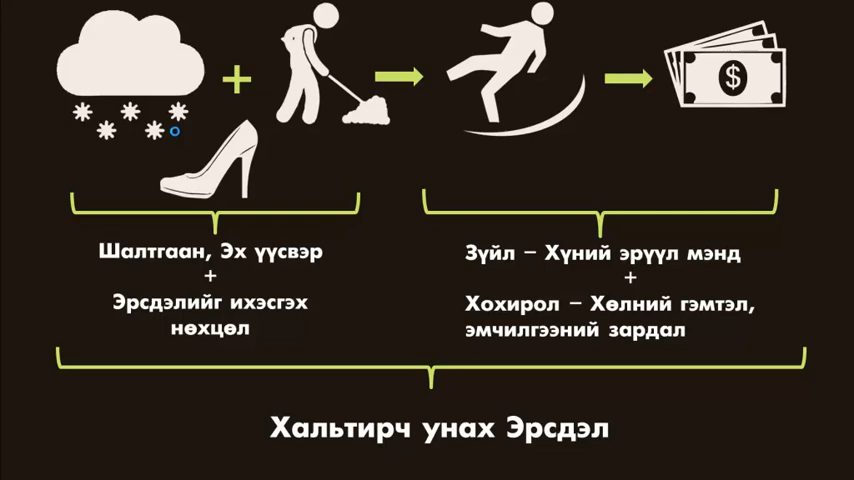 $
Шалтгаан, Эх үүсвэр
+
Эрсдэлийг ихэсгэх
нөхцөл
Зүйл – Хүний эрүүл мэнд
+
Хохирол – Хөлний гэмтэл,
эмчилгээний зардал
Хальтирч унах Эрсдэл